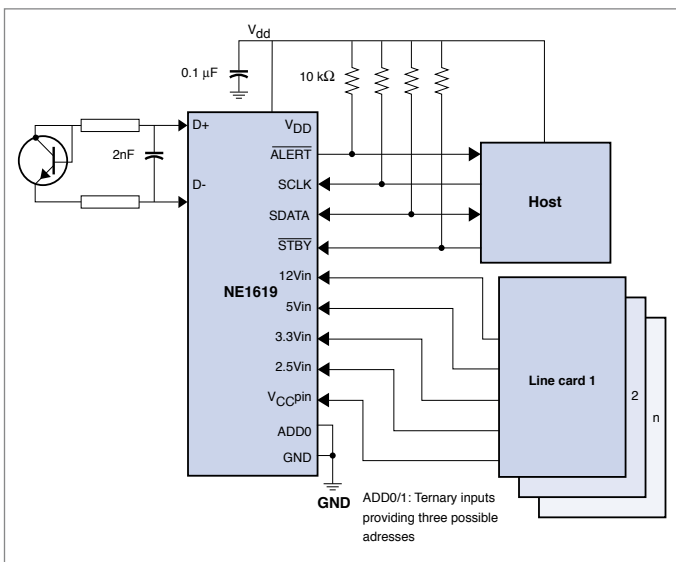 Vdd
0.1 µF
10 kΩ
D+
VDD
2nF
ALERT
SCLK
D-
SDATA
STBY
Host
12Vin
NE1619
5Vin
3.3Vin
2.5Vin
Line card 1
2
n
VCCpin
ADD0
GND
GND
ADD0/1: Ternary inputs
providing three possible
adresses